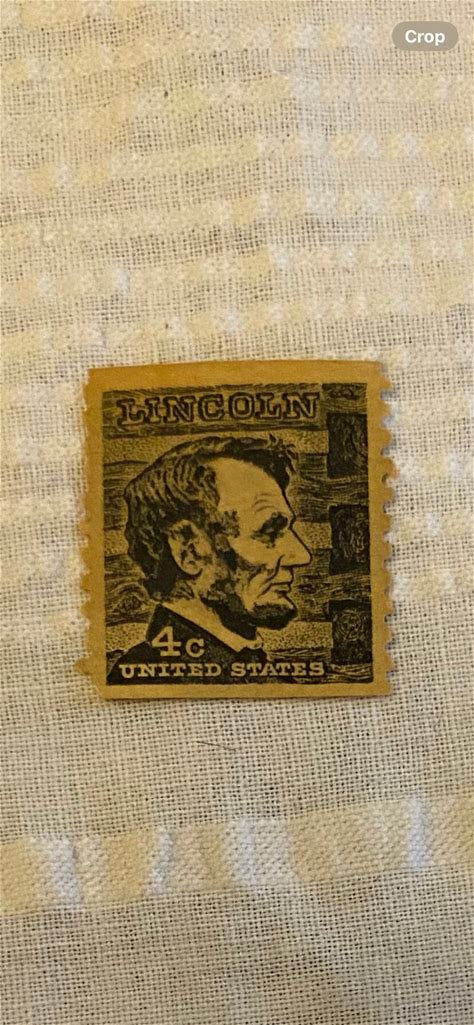 Crop
LINCOLN
4c
UNITED STATES